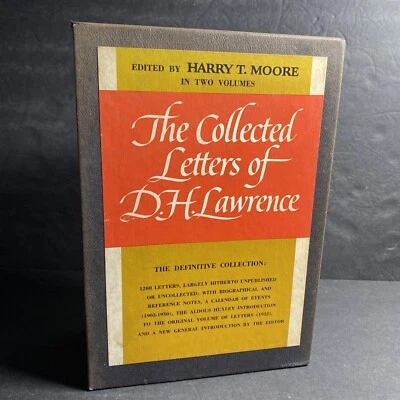 EDITED BY HARRY T. MOORE
IN TWO VOLUMES
The Collected
Letters of
D.H. Lawrence
THE DEFINITIVE COLLECTION:
1200 LETTERS, LARGELY HITHERTO UNPUBLISHED
OR UNCOLLECTED; WITH BIOGRAPHICAL AND
REFERENCE NOTES, A CALENDAR OF EVENTS
(1902-1930), THE ALDOUS HUXLEY INTRODUCTION
TO THE ORIGINAL VOLUME OF LETTERS (1932),
AND A NEW GENERAL INTRODUCTION BY THE EDITOR